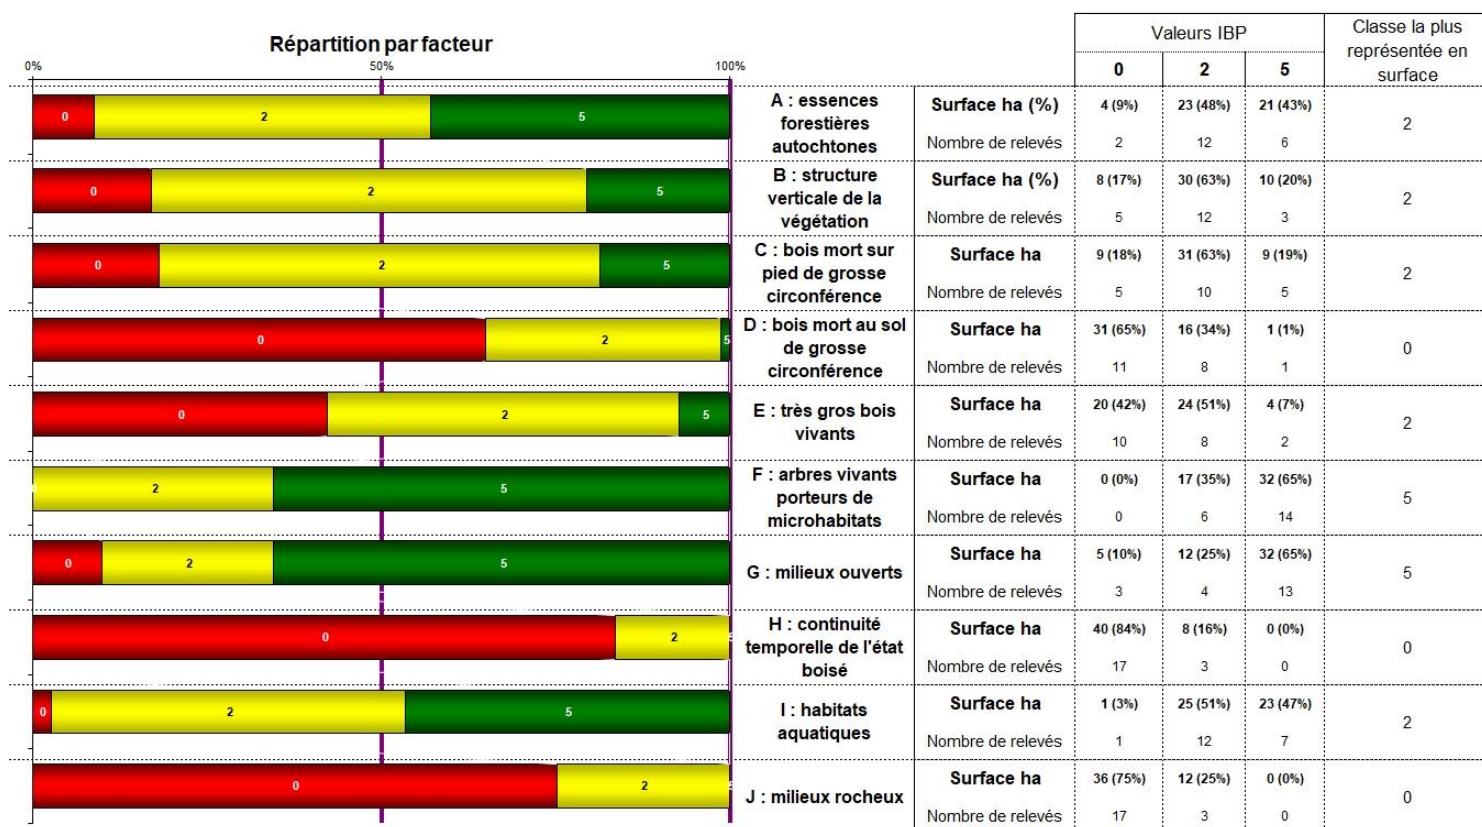 Répartition par facteur
0% 50% 100%
Valeurs IBP
Classe la plus
représentée en
surface
0 2 5
0 2 5
A : essences
forestières
autochtones
Surface ha (%) 4 (9%) 23 (48%) 21 (43%)
Nombre de relevés 2 12 6
2
0 2 5
B : structure
verticale de la
végétation
Surface ha (%) 8 (17%) 30 (63%) 10 (20%)
Nombre de relevés 5 12 3
2
0 2 5
C : bois mort sur
pied de grosse
circonférence
Surface ha 9 (18%) 31 (63%) 9 (19%)
Nombre de relevés 5 10 5
2
0 2 5
D : bois mort au sol
de grosse
circonférence
Surface ha 31 (65%) 16 (34%) 1 (1%)
Nombre de relevés 11 8 1
0
0 2 5
E : très gros bois
vivants
Surface ha 20 (42%) 24 (51%) 4 (7%)
Nombre de relevés 10 8 2
2
0 2 5
F : arbres vivants
porteurs de
microhabitats
Surface ha 0 (0%) 17 (35%) 32 (65%)
Nombre de relevés 0 6 14
5
0 2 5
G : milieux ouverts
Surface ha 5 (10%) 12 (25%) 32 (65%)
Nombre de relevés 3 4 13
5
0 2 5
H : continuité
temporelle de l'état
boisé
Surface ha 40 (84%) 8 (16%) 0 (0%)
Nombre de relevés 17 3 0
0
0 2 5
I : habitats
aquatiques
Surface ha 1 (3%) 25 (51%) 23 (47%)
Nombre de relevés 1 12 7
2
0 2 5
J : milieux rocheux
Surface ha 36 (75%) 12 (25%) 0 (0%)
Nombre de relevés 17 3 0
0